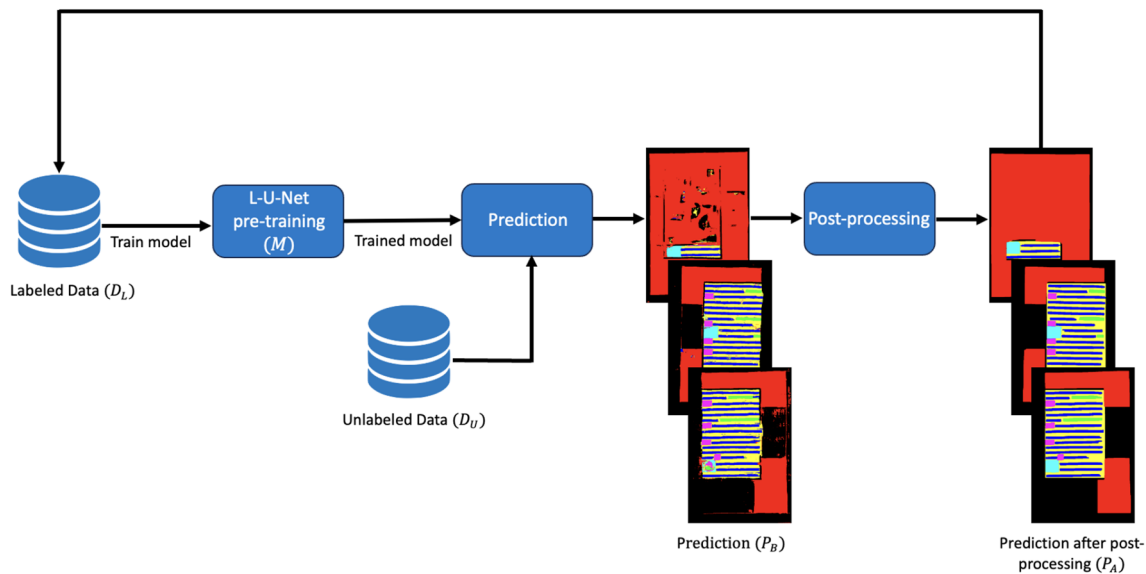 L-U-Net
pre-training
(M)
Prediction
Post-processing
Train model
Trained model
Labeled Data (D_L)
Unlabeled Data (D_U)
Prediction (P_B)
Prediction after post-
processing (P_A)